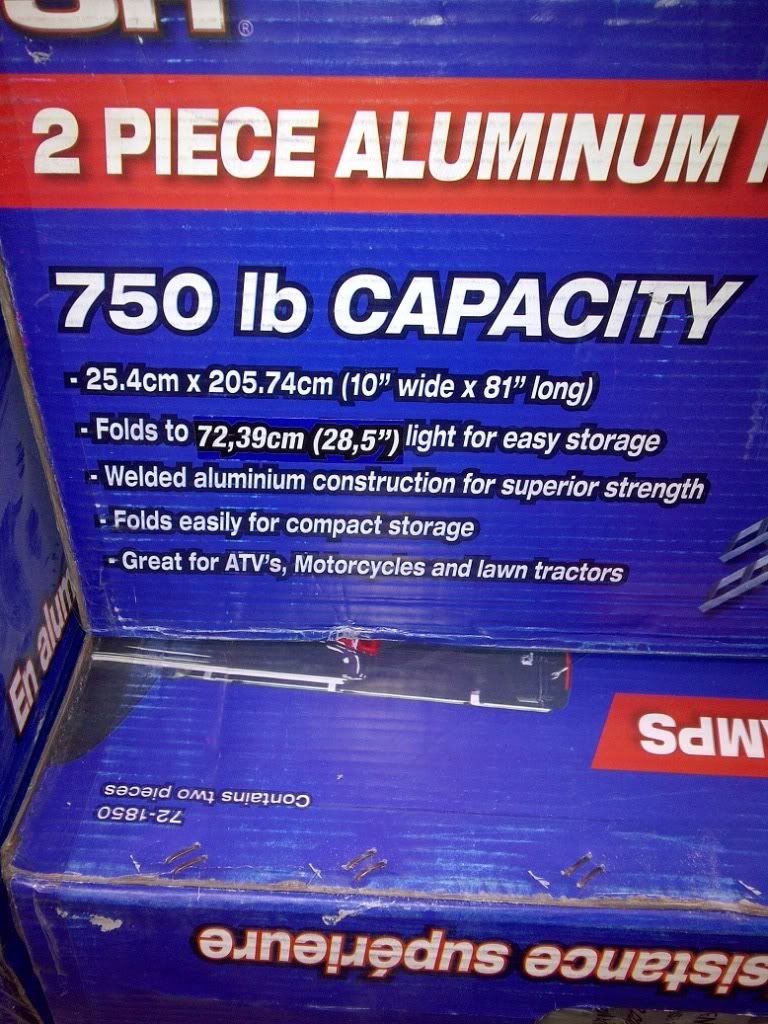 2 PIECE ALUMINUM
750 lb CAPACITY
- 25.4cm x 205.74cm (10” wide x 81” long)
- Folds to 72,39cm (28,5”) light for easy storage
- Welded aluminium construction for superior strength
- Folds easily for compact storage
- Great for ATV's, Motorcycles and lawn tractors
En alum
AMPS
Contains two pieces
72-1850
sistance supérieure